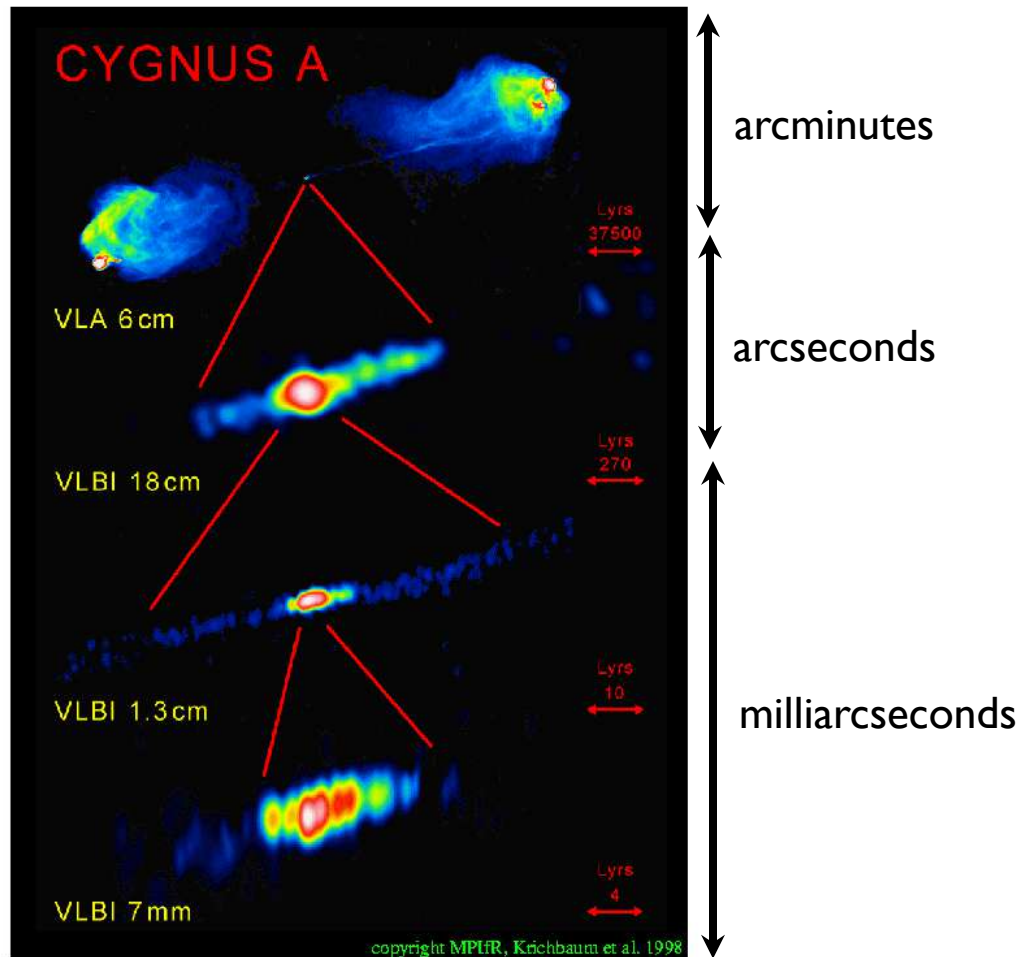 CYGNUS A
arcminutes
Lyrs
37500
VLA 6cm
arcseconds
Lyrs
270
VLBI 18cm
Lyrs
10
VLBI 1.3cm
milliarcseconds
Lyrs
4
VLBI 7mm
copyright MPIfR, Krichbaum et al. 1998